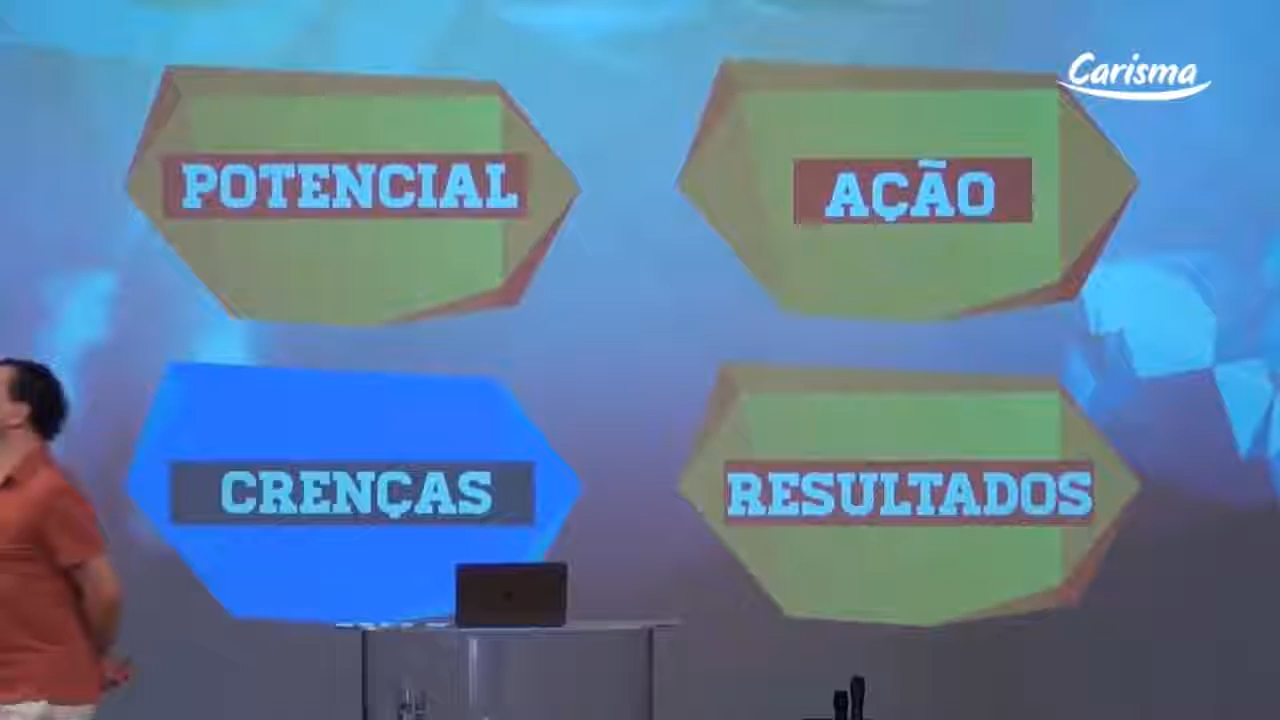 Carisma
POTENCIAL
AÇÃO
CRENÇAS
RESULTADOS